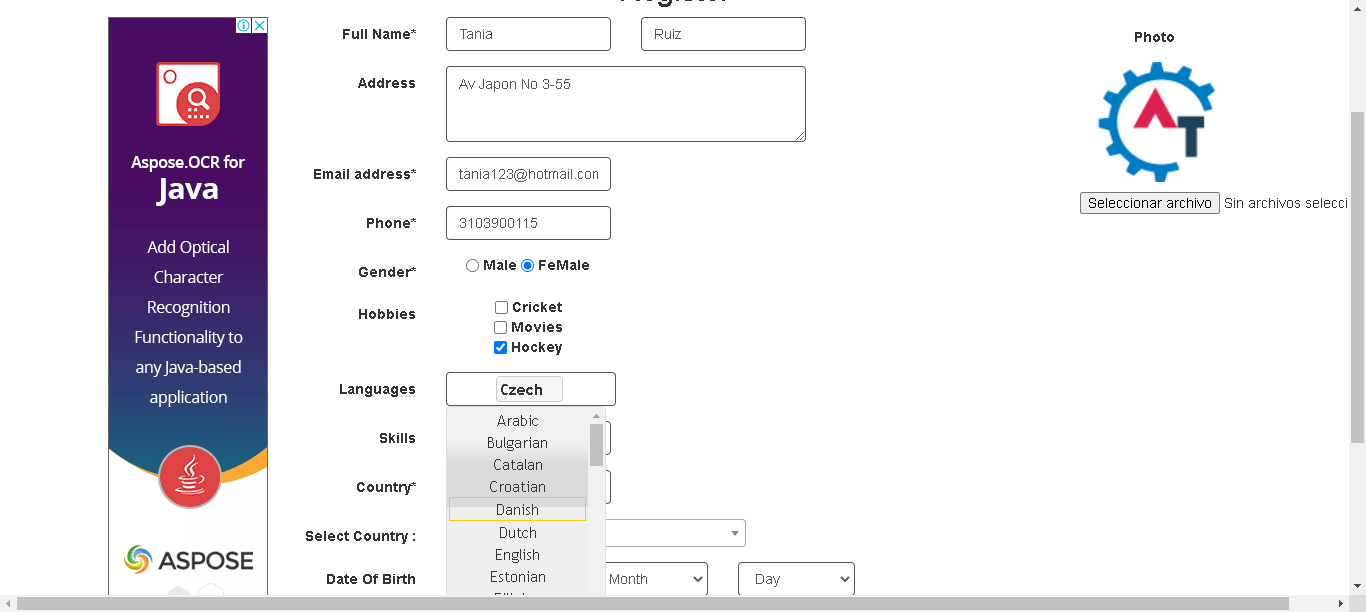 Full Name*
Tania
Ruiz
Photo
Address
Av Japon No 3-55
Email address*
tania123@hotmail.con
Seleccionar archivo
Sin archivos selecci
Phone*
3103900115
Gender*
Male
FeMale
Hobbies
Cricket
Movies
Hockey
Languages
Czech
Arabic
Bulgarian
Catalan
Croatian
Danish
Dutch
English
Estonian
Skills
Country*
Select Country :
Date Of Birth
Month
Day
Aspose.OCR for
Java
Add Optical
Character
Recognition
Functionality to
any Java-based
application
ASPOSE
AT